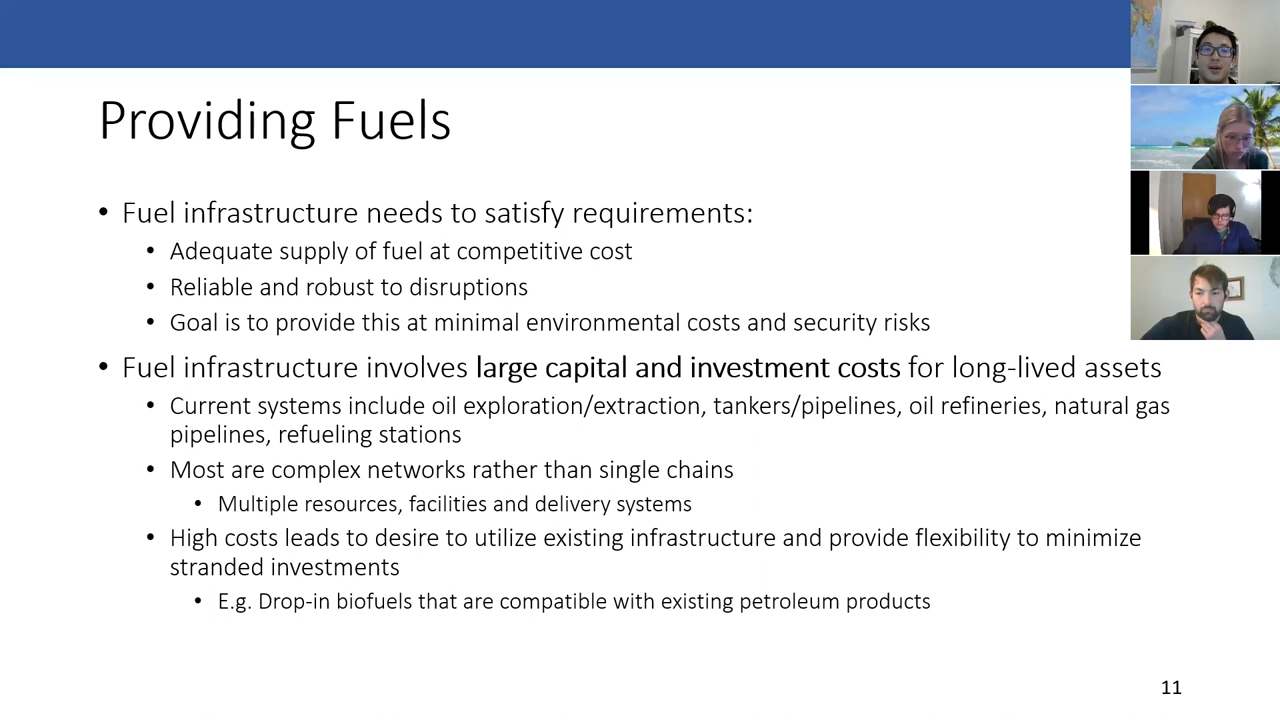 Providing Fuels
• Fuel infrastructure needs to satisfy requirements:
• Adequate supply of fuel at competitive cost
• Reliable and robust to disruptions
• Goal is to provide this at minimal environmental costs and security risks
• Fuel infrastructure involves large capital and investment costs for long-lived assets
• Current systems include oil exploration/extraction, tankers/pipelines, oil refineries, natural gas
pipelines, refueling stations
• Most are complex networks rather than single chains
• Multiple resources, facilities and delivery systems
• High costs leads to desire to utilize existing infrastructure and provide flexibility to minimize
stranded investments
• E.g. Drop-in biofuels that are compatible with existing petroleum products
11